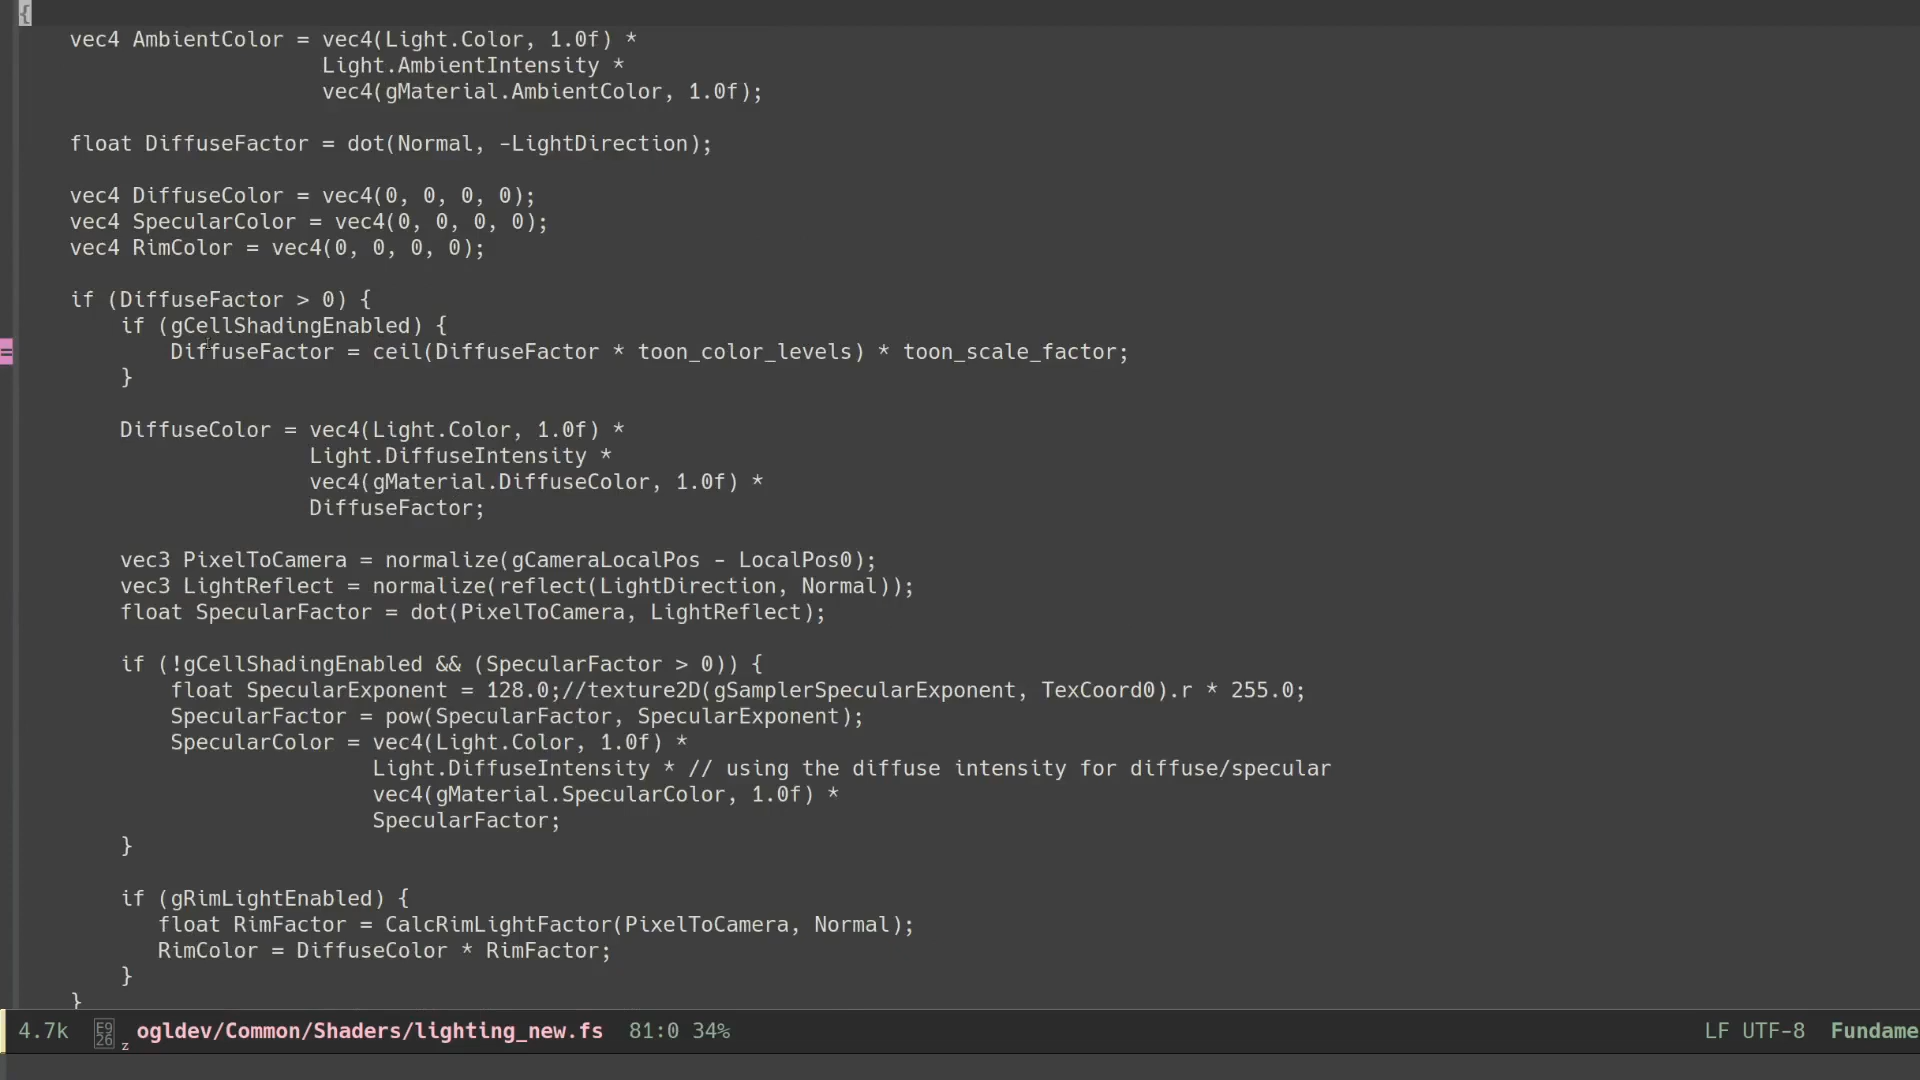 {
    vec4 AmbientColor = vec4(Light.Color, 1.0f) *
                        Light.AmbientIntensity *
                        vec4(gMaterial.AmbientColor, 1.0f);

    float DiffuseFactor = dot(Normal, -LightDirection);

    vec4 DiffuseColor = vec4(0, 0, 0, 0);
    vec4 SpecularColor = vec4(0, 0, 0, 0);
    vec4 RimColor = vec4(0, 0, 0, 0);

    if (DiffuseFactor > 0) {
        if (gCellShadingEnabled) {
=           DiffuseFactor = ceil(DiffuseFactor * toon_color_levels) * toon_scale_factor;
        }

        DiffuseColor = vec4(Light.Color, 1.0f) *
                       Light.DiffuseIntensity *
                       vec4(gMaterial.DiffuseColor, 1.0f) *
                       DiffuseFactor;

        vec3 PixelToCamera = normalize(gCameraLocalPos - LocalPos0);
        vec3 LightReflect = normalize(reflect(LightDirection, Normal));
        float SpecularFactor = dot(PixelToCamera, LightReflect);

        if (!gCellShadingEnabled && (SpecularFactor > 0)) {
            float SpecularExponent = 128.0;//texture2D(gSamplerSpecularExponent, TexCoord0).r * 255.0;
            SpecularFactor = pow(SpecularFactor, SpecularExponent);
            SpecularColor = vec4(Light.Color, 1.0f) *
                            Light.DiffuseIntensity * // using the diffuse intensity for diffuse/specular
                            vec4(gMaterial.SpecularColor, 1.0f) *
                            SpecularFactor;
        }

        if (gRimLightEnabled) {
           float RimFactor = CalcRimLightFactor(PixelToCamera, Normal);
           RimColor = DiffuseColor * RimFactor;
        }
    }
4.7k E926 z ogldev/Common/Shaders/lighting_new.fs 81:0 34% LF UTF-8 Fundame